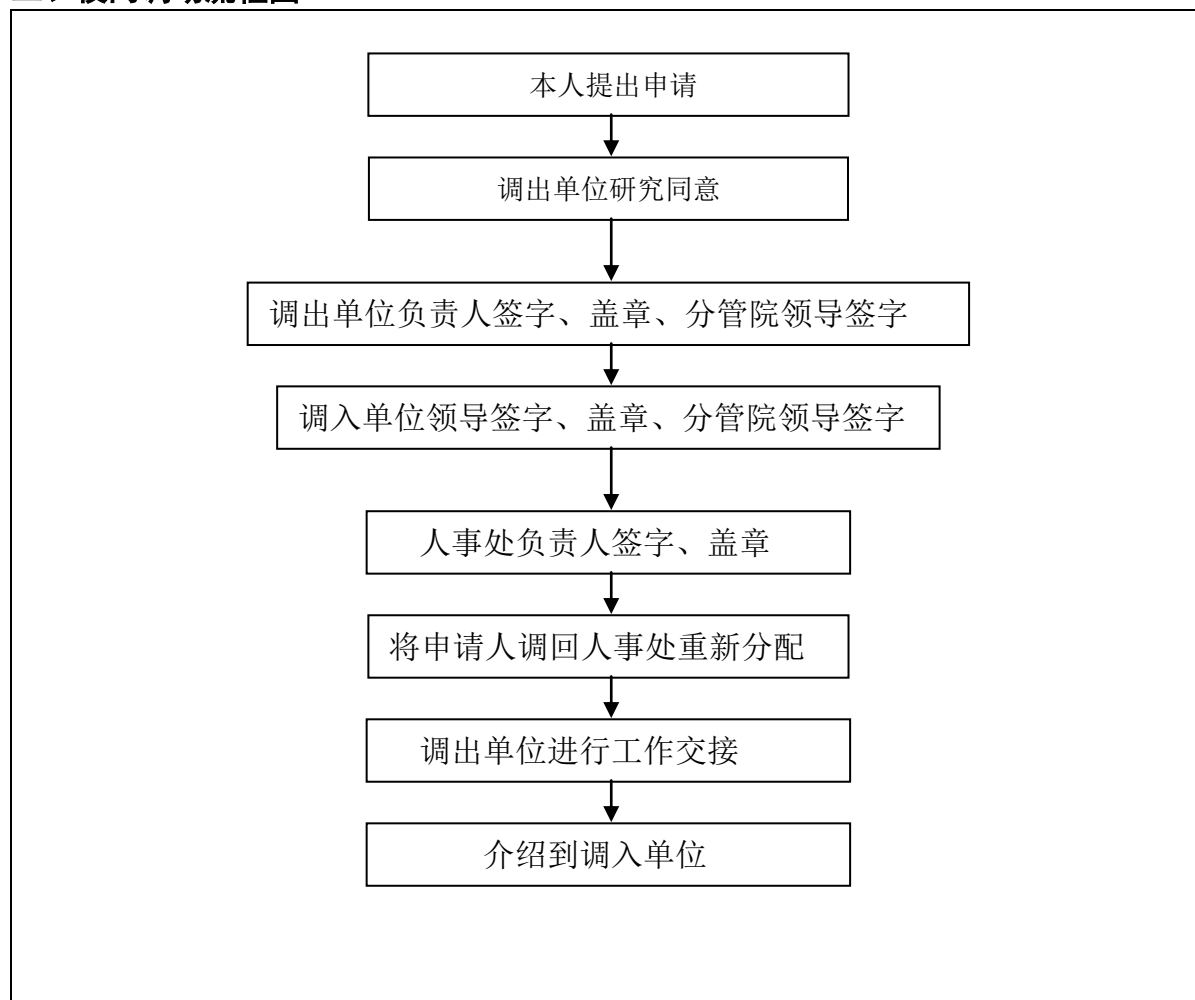 本人提出申请
调出单位研究同意
调出单位负责人签字、盖章、分管院领导签字
调入单位领导签字、盖章、分管院领导签字
人事处负责人签字、盖章
将申请人调回人事处重新分配
调出单位进行工作交接
介绍到调入单位